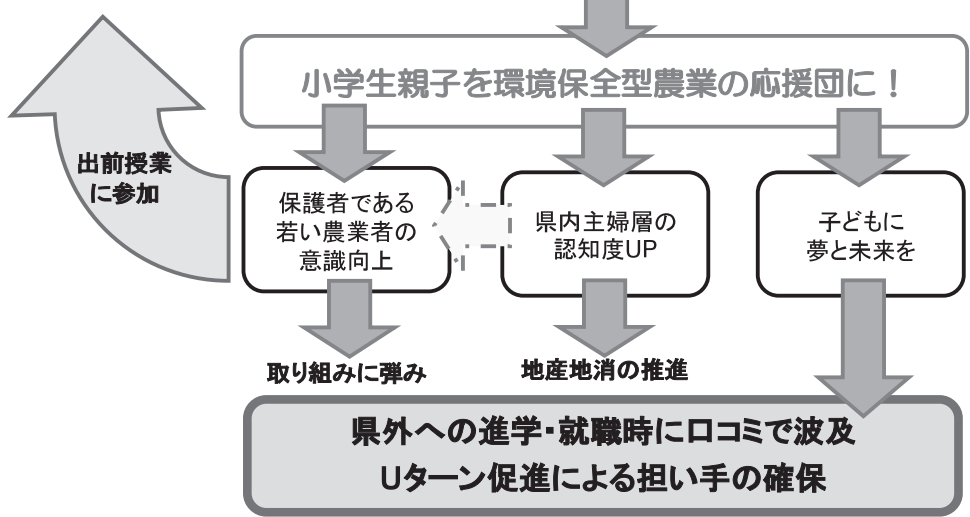 小学生親子を環境保全型農業の応援団に！
出前授業
に参加
保護者である
若い農業者の
意識向上
県内主婦層の
認知度UP
子どもに
夢と未来を
取り組みに弾み
地産地消の推進
県外への進学・就職時に口コミで波及
Uターン促進による担い手の確保